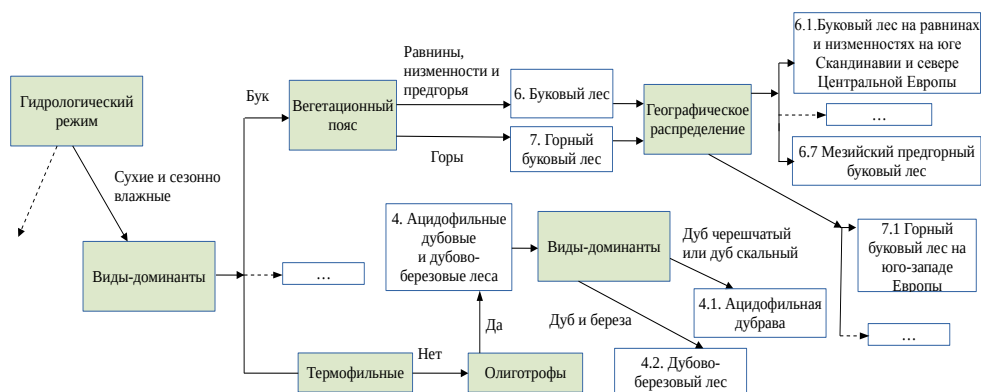 Гидрологический
режим
Сухие и сезонно
влажные
Виды-доминанты
Бук
Вегетационный
пояс
Равнины,
низменности и
предгорья
Горы
6. Буковый лес
7. Горный
буковый лес
Географическое
распределение
6.1.Буковый лес на равнинах
и низменностях на юге
Скандинавии и севере
Центральной Европы
...
6.7 Мезийский предгорный
буковый лес
7.1 Горный
буковый лес на
юго-западе
Европы
...
...
4. Ацидофильные
дубовые
и дубово-
березовые леса
Виды-доминанты
Дуб черешчатый
или дуб скальный
4.1. Ацидофильная
дубрава
Дуб и береза
4.2. Дубово-
березовый лес
Да
Термофильные
Нет
Олиготрофы